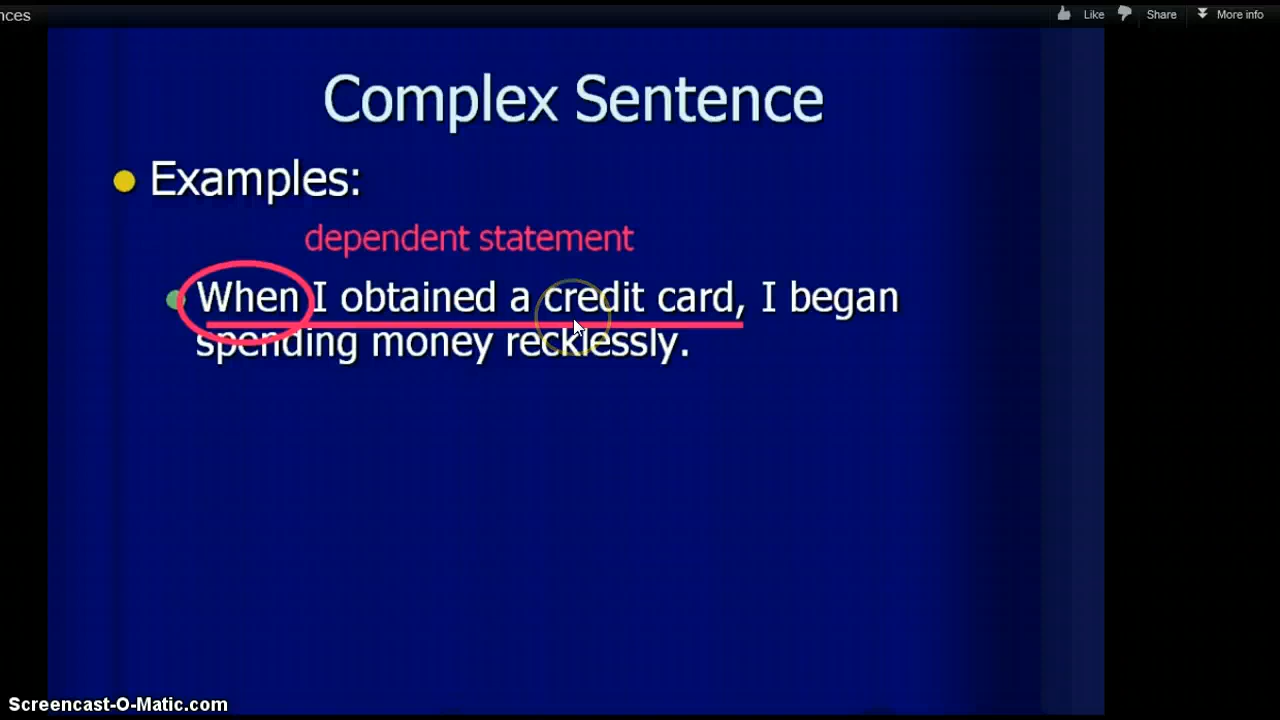 nces
Like
Share
More info
Complex Sentence
Examples:
dependent statement
When I obtained a credit card, I began
spending money recklessly.
Screencast-O-Matic.com